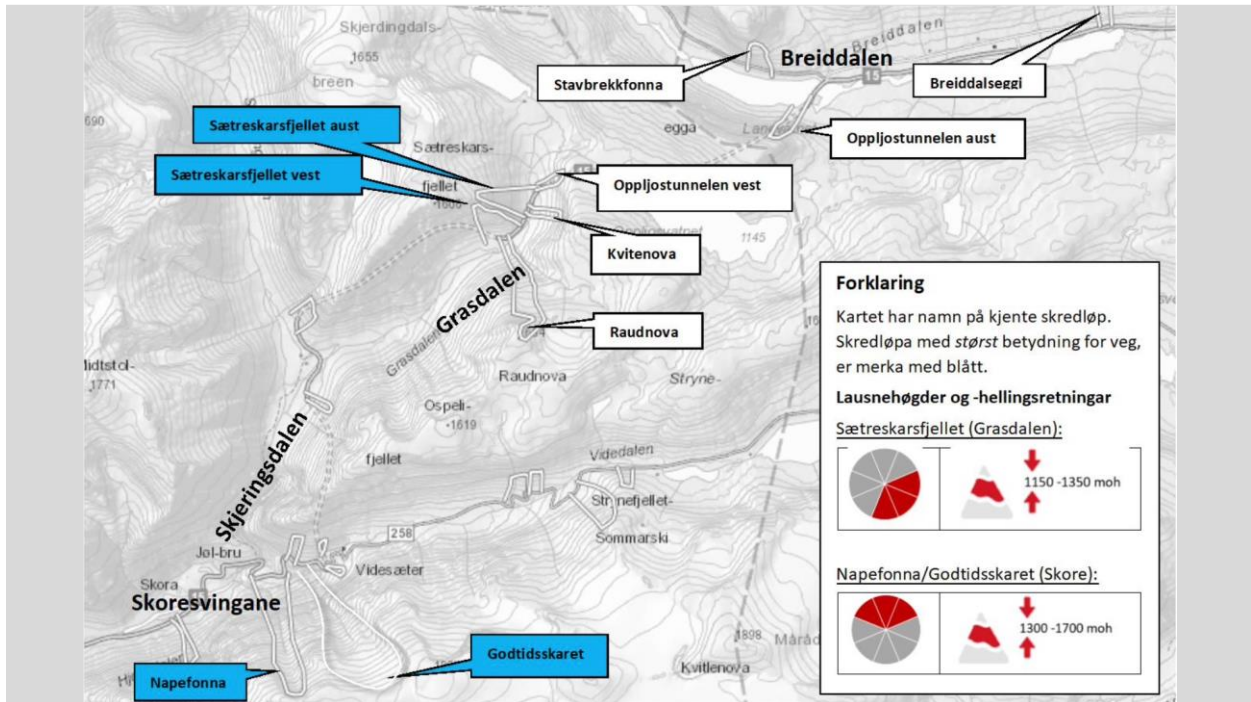 Skjerdingdals-
1655
breen
Breiddalen
Breiddalen
15
Stavbrekkfonna
Breiddalseggi
Sætreskarsfjellet aust
690
egga
Oppljostunnelen aust
Sætreskars-
Sætreskarsfjellet vest
fjellet
Oppljostunnelen vest
1145
Kvitenova
Grasdalen
Grasdalen
Raudnova
Raudnova
Stryne-
1771
Ospeli-
1619
fjellet
Skjeringsdalen
Videdalen
Strynefjellet-
Sommarski
258
Jøl-bru
Videsæter
Skora
Skoresvingane
Godtidsskaret
Napefonna
1898
Kvitlenova
Måråd
Forklaring
Kartet har namn på kjente skredløp.
Skredløpa med størst betydning for veg,
er merka med blått.
Lausnehøgder og -hellingsretningar
Sætreskarsfjellet (Grasdalen):
1150 -1350 moh
Napefonna/Godtidsskaret (Skore):
1300 -1700 moh